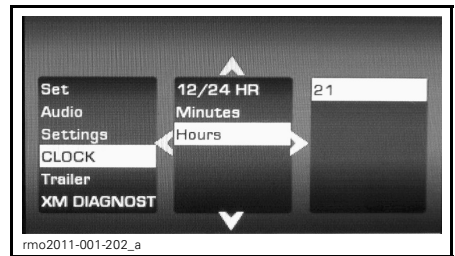 Set
Audio
Settings
CLOCK
Trailer
XM DIAGNOST
12/24 HR
Minutes
Hours
21
rmo2011-001-202_a